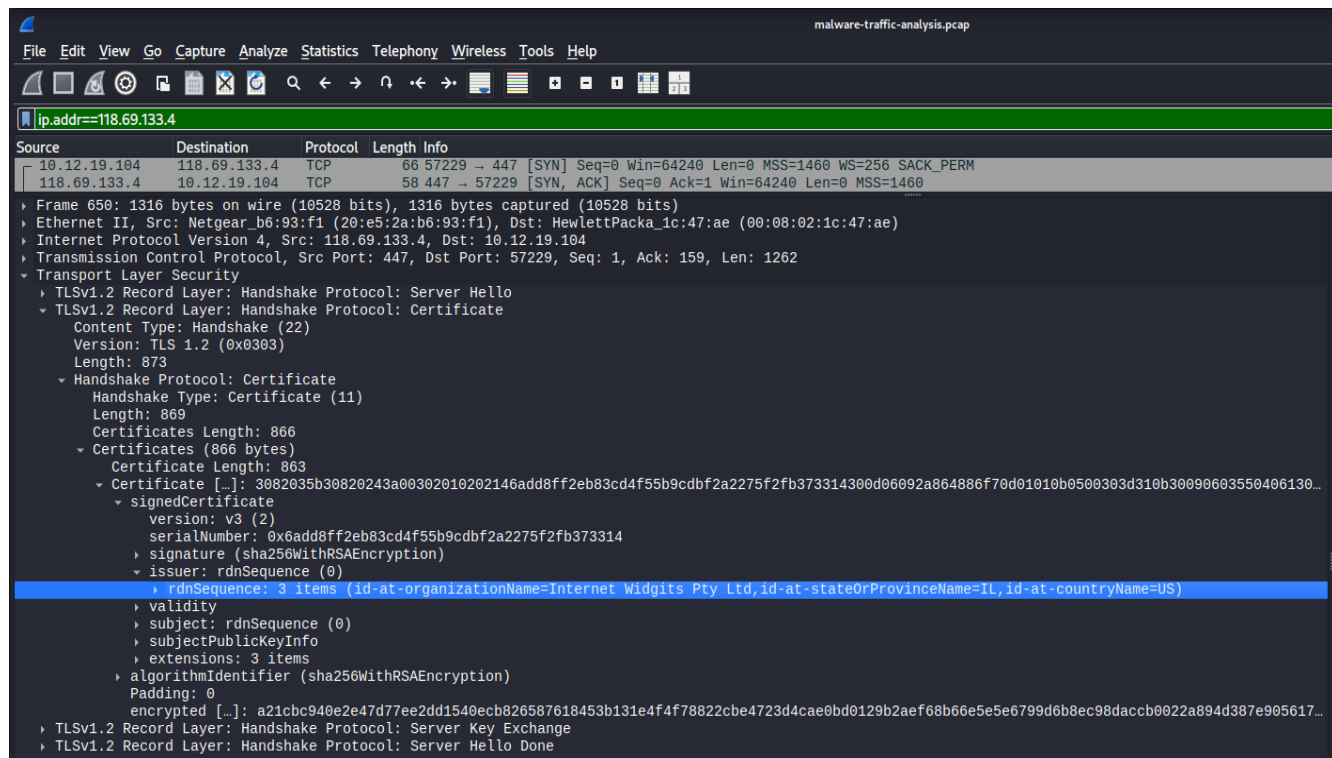 malware-traffic-analysis.pcap
File Edit View Go Capture Analyze Statistics Telephony Wireless Tools Help
ip.addr==118.69.133.4
Source Destination Protocol Length Info
10.12.19.104 118.69.133.4 TCP 66 57229 → 447 [SYN] Seq=0 Win=64240 Len=0 MSS=1460 WS=256 SACK_PERM
118.69.133.4 10.12.19.104 TCP 58 447 → 57229 [SYN, ACK] Seq=0 Ack=1 Win=64240 Len=0 MSS=1460
Frame 650: 1316 bytes on wire (10528 bits), 1316 bytes captured (10528 bits)
Ethernet II, Src: Netgear_b6:93:f1 (20:e5:2a:b6:93:f1), Dst: HewlettPacka_1c:47:ae (00:08:02:1c:47:ae)
Internet Protocol Version 4, Src: 118.69.133.4, Dst: 10.12.19.104
Transmission Control Protocol, Src Port: 447, Dst Port: 57229, Seq: 1, Ack: 159, Len: 1262
Transport Layer Security
TLSv1.2 Record Layer: Handshake Protocol: Server Hello
TLSv1.2 Record Layer: Handshake Protocol: Certificate
Content Type: Handshake (22)
Version: TLS 1.2 (0x0303)
Length: 873
Handshake Protocol: Certificate
Handshake Type: Certificate (11)
Length: 869
Certificates Length: 866
Certificates (866 bytes)
Certificate Length: 863
Certificate […]: 3082035b30820243a00302010202146add8ff2eb83cd4f55b9cdbf2a2275f2fb373314300d06092a864886f70d01010b0500303d310b30090603550406130…
signedCertificate
version: v3 (2)
serialNumber: 0x6add8ff2eb83cd4f55b9cdbf2a2275f2fb373314
signature (sha256WithRSAEncryption)
issuer: rdnSequence (0)
rdnSequence: 3 items (id-at-organizationName=Internet Widgits Pty Ltd,id-at-stateOrProvinceName=IL,id-at-countryName=US)
validity
subject: rdnSequence (0)
subjectPublicKeyInfo
extensions: 3 items
algorithmIdentifier (sha256WithRSAEncryption)
Padding: 0
encrypted […]: a21cbc940e2e47d77ee2dd1540ecb826587618453b131e4f4f78822cbe4723d4cae0bd0129b2aef68b66e5e5e6799d6b8ec98daccb0022a894d387e905617…
TLSv1.2 Record Layer: Handshake Protocol: Server Key Exchange
TLSv1.2 Record Layer: Handshake Protocol: Server Hello Done